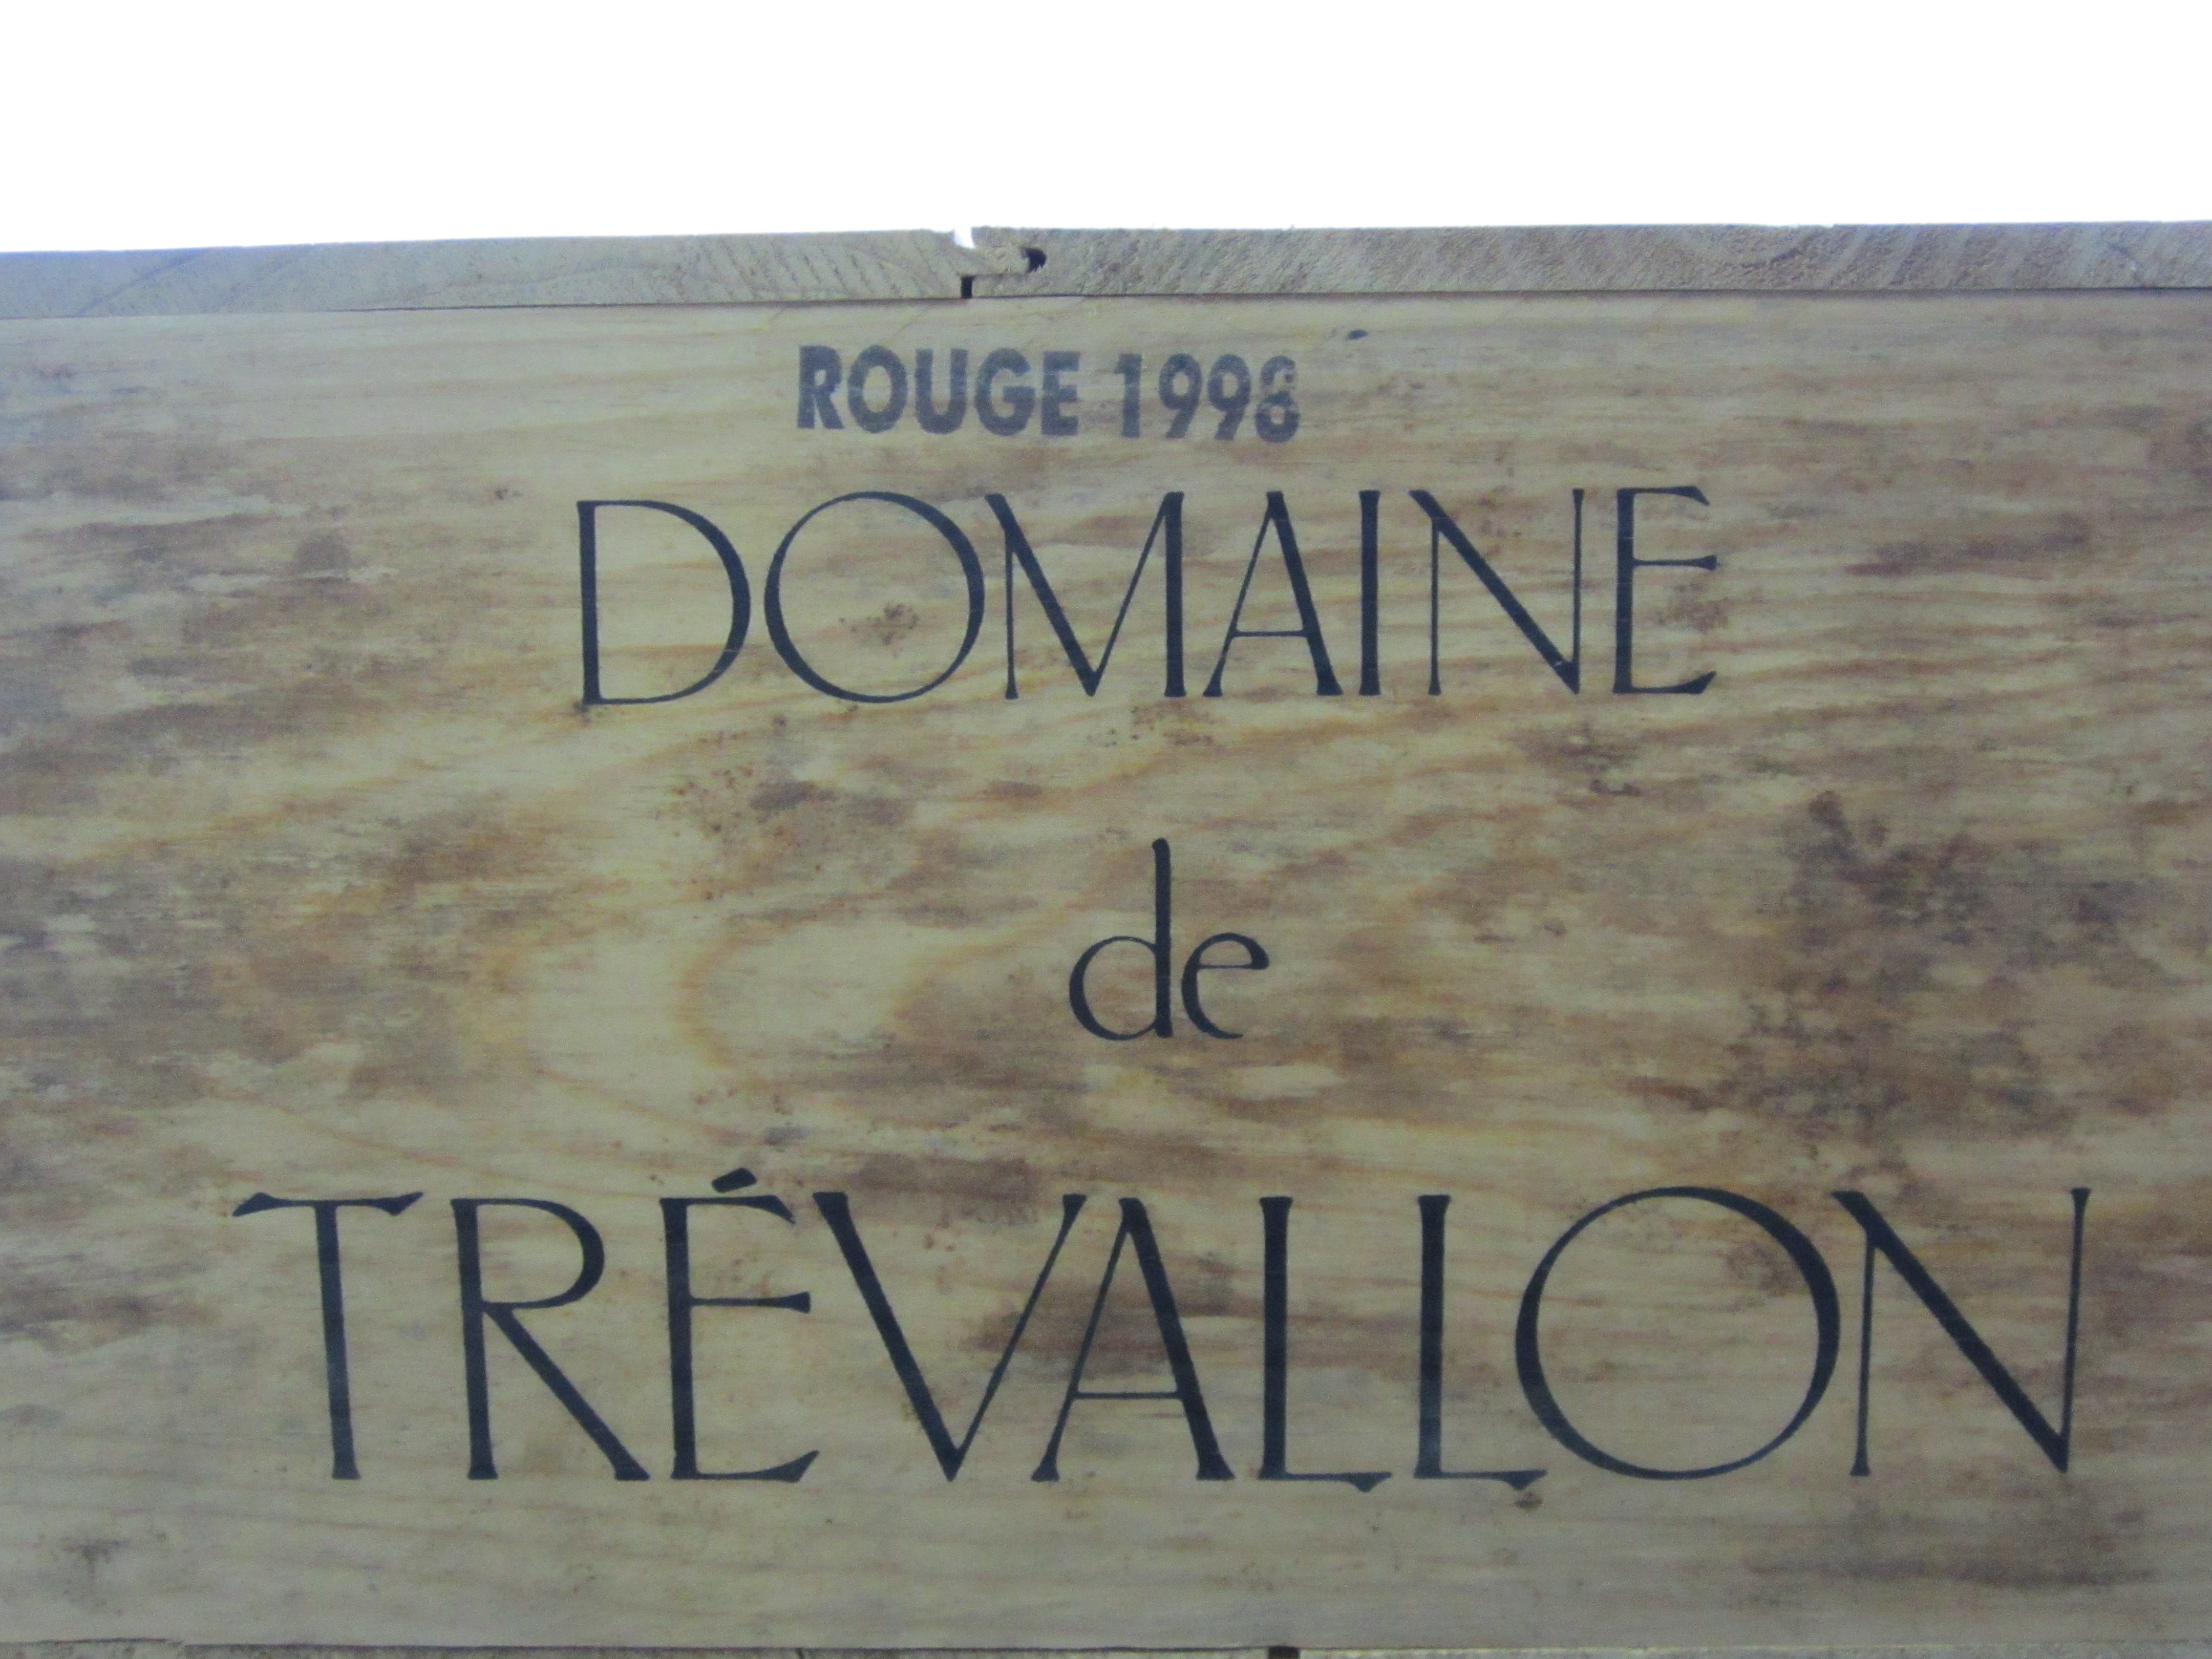 ROUGE 1998
DOMAINE
de
TRÉVALLON